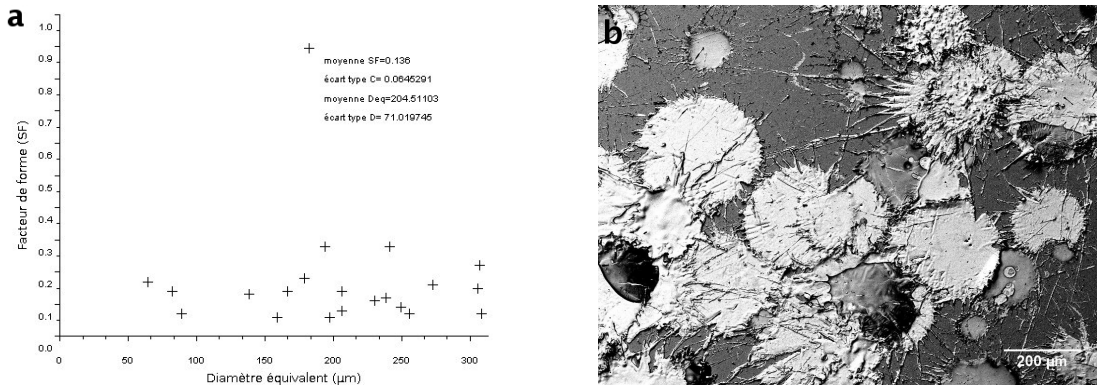 a
1.0
0.9
0.8
0.7
0.6
0.5
0.4
0.3
0.2
0.1
0.0
Facteur de forme (SF)
moyenne SF=0.136
écart type C= 0.0645291
moyenne Deq=204.51103
écart type D= 71.019745
0 50 100 150 200 250 300
Diamètre équivalent (µm)
b
200 µm